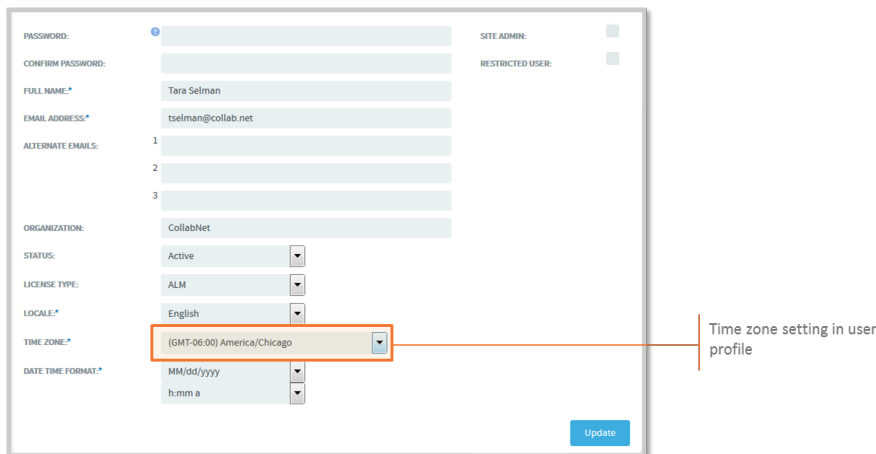 PASSWORD: ?
SITE ADMIN:
CONFIRM PASSWORD:
RESTRICTED USER:
FULL NAME:* Tara Selman
EMAIL ADDRESS:* tselman@collab.net
ALTERNATE EMAILS: 1
2
3
ORGANIZATION: CollabNet
STATUS: Active
LICENSE TYPE: ALM
LOCALE:* English
TIME ZONE:* (GMT-06:00) America/Chicago
Time zone setting in user
profile
DATE TIME FORMAT:* MM/dd/yyyy
h:mm a
Update